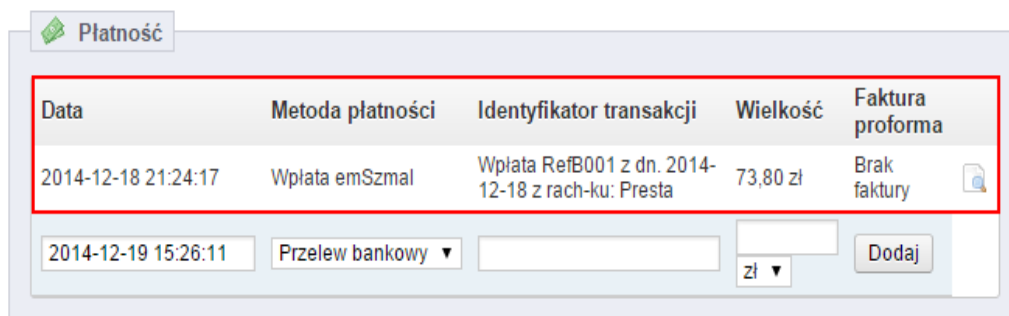 Płatność
Data Metoda płatności Identyfikator transakcji Wielkość Faktura proforma
2014-12-18 21:24:17 Wpłata emSzmal Wpłata RefB001 z dn. 2014-12-18 z rach-ku: Presta 73,80 zł Brak faktury
2014-12-19 15:26:11 Przelew bankowy zł Dodaj